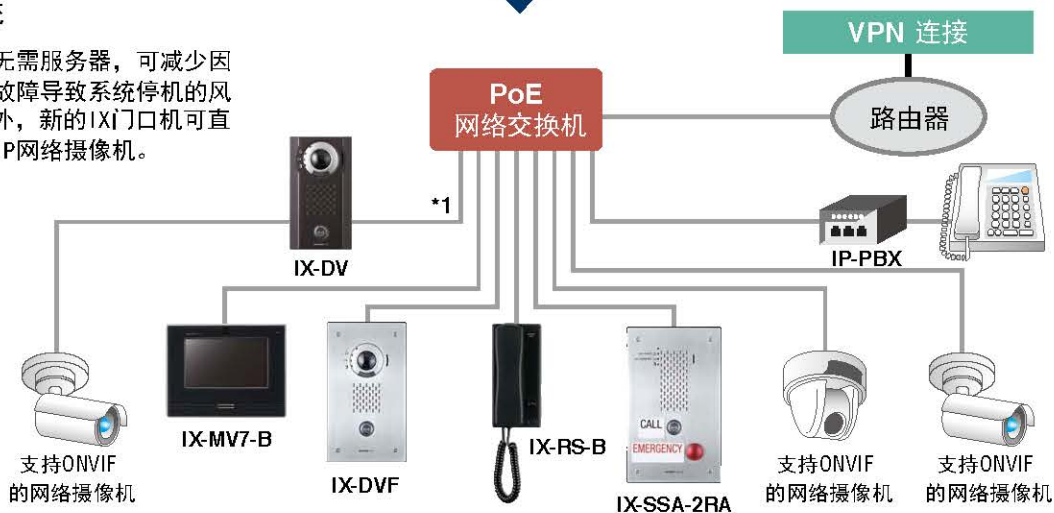 无需服务器，可减少因
故障导致系统停机的风
外，新的IX门口机可直
P网络摄像机。
VPN 连接
PoE
网络交换机
路由器
*1
IX-DV
IP-PBX
IX-MV7-B
IX-DVF
IX-RS-B
CALL
EMERGENCY
IX-SSA-2RA
支持ONVIF
的网络摄像机
支持ONVIF
的网络摄像机
支持ONVIF
的网络摄像机